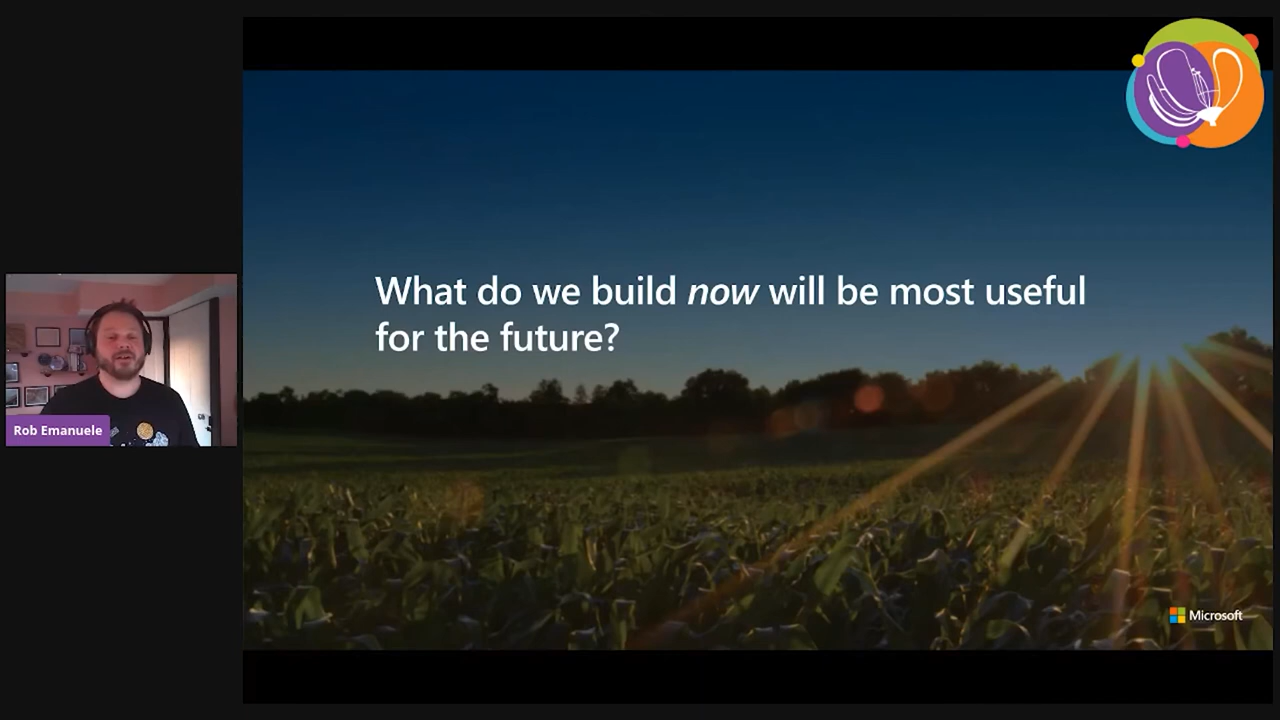 What do we build now will be most useful
for the future?
Rob Emanuele
Microsoft